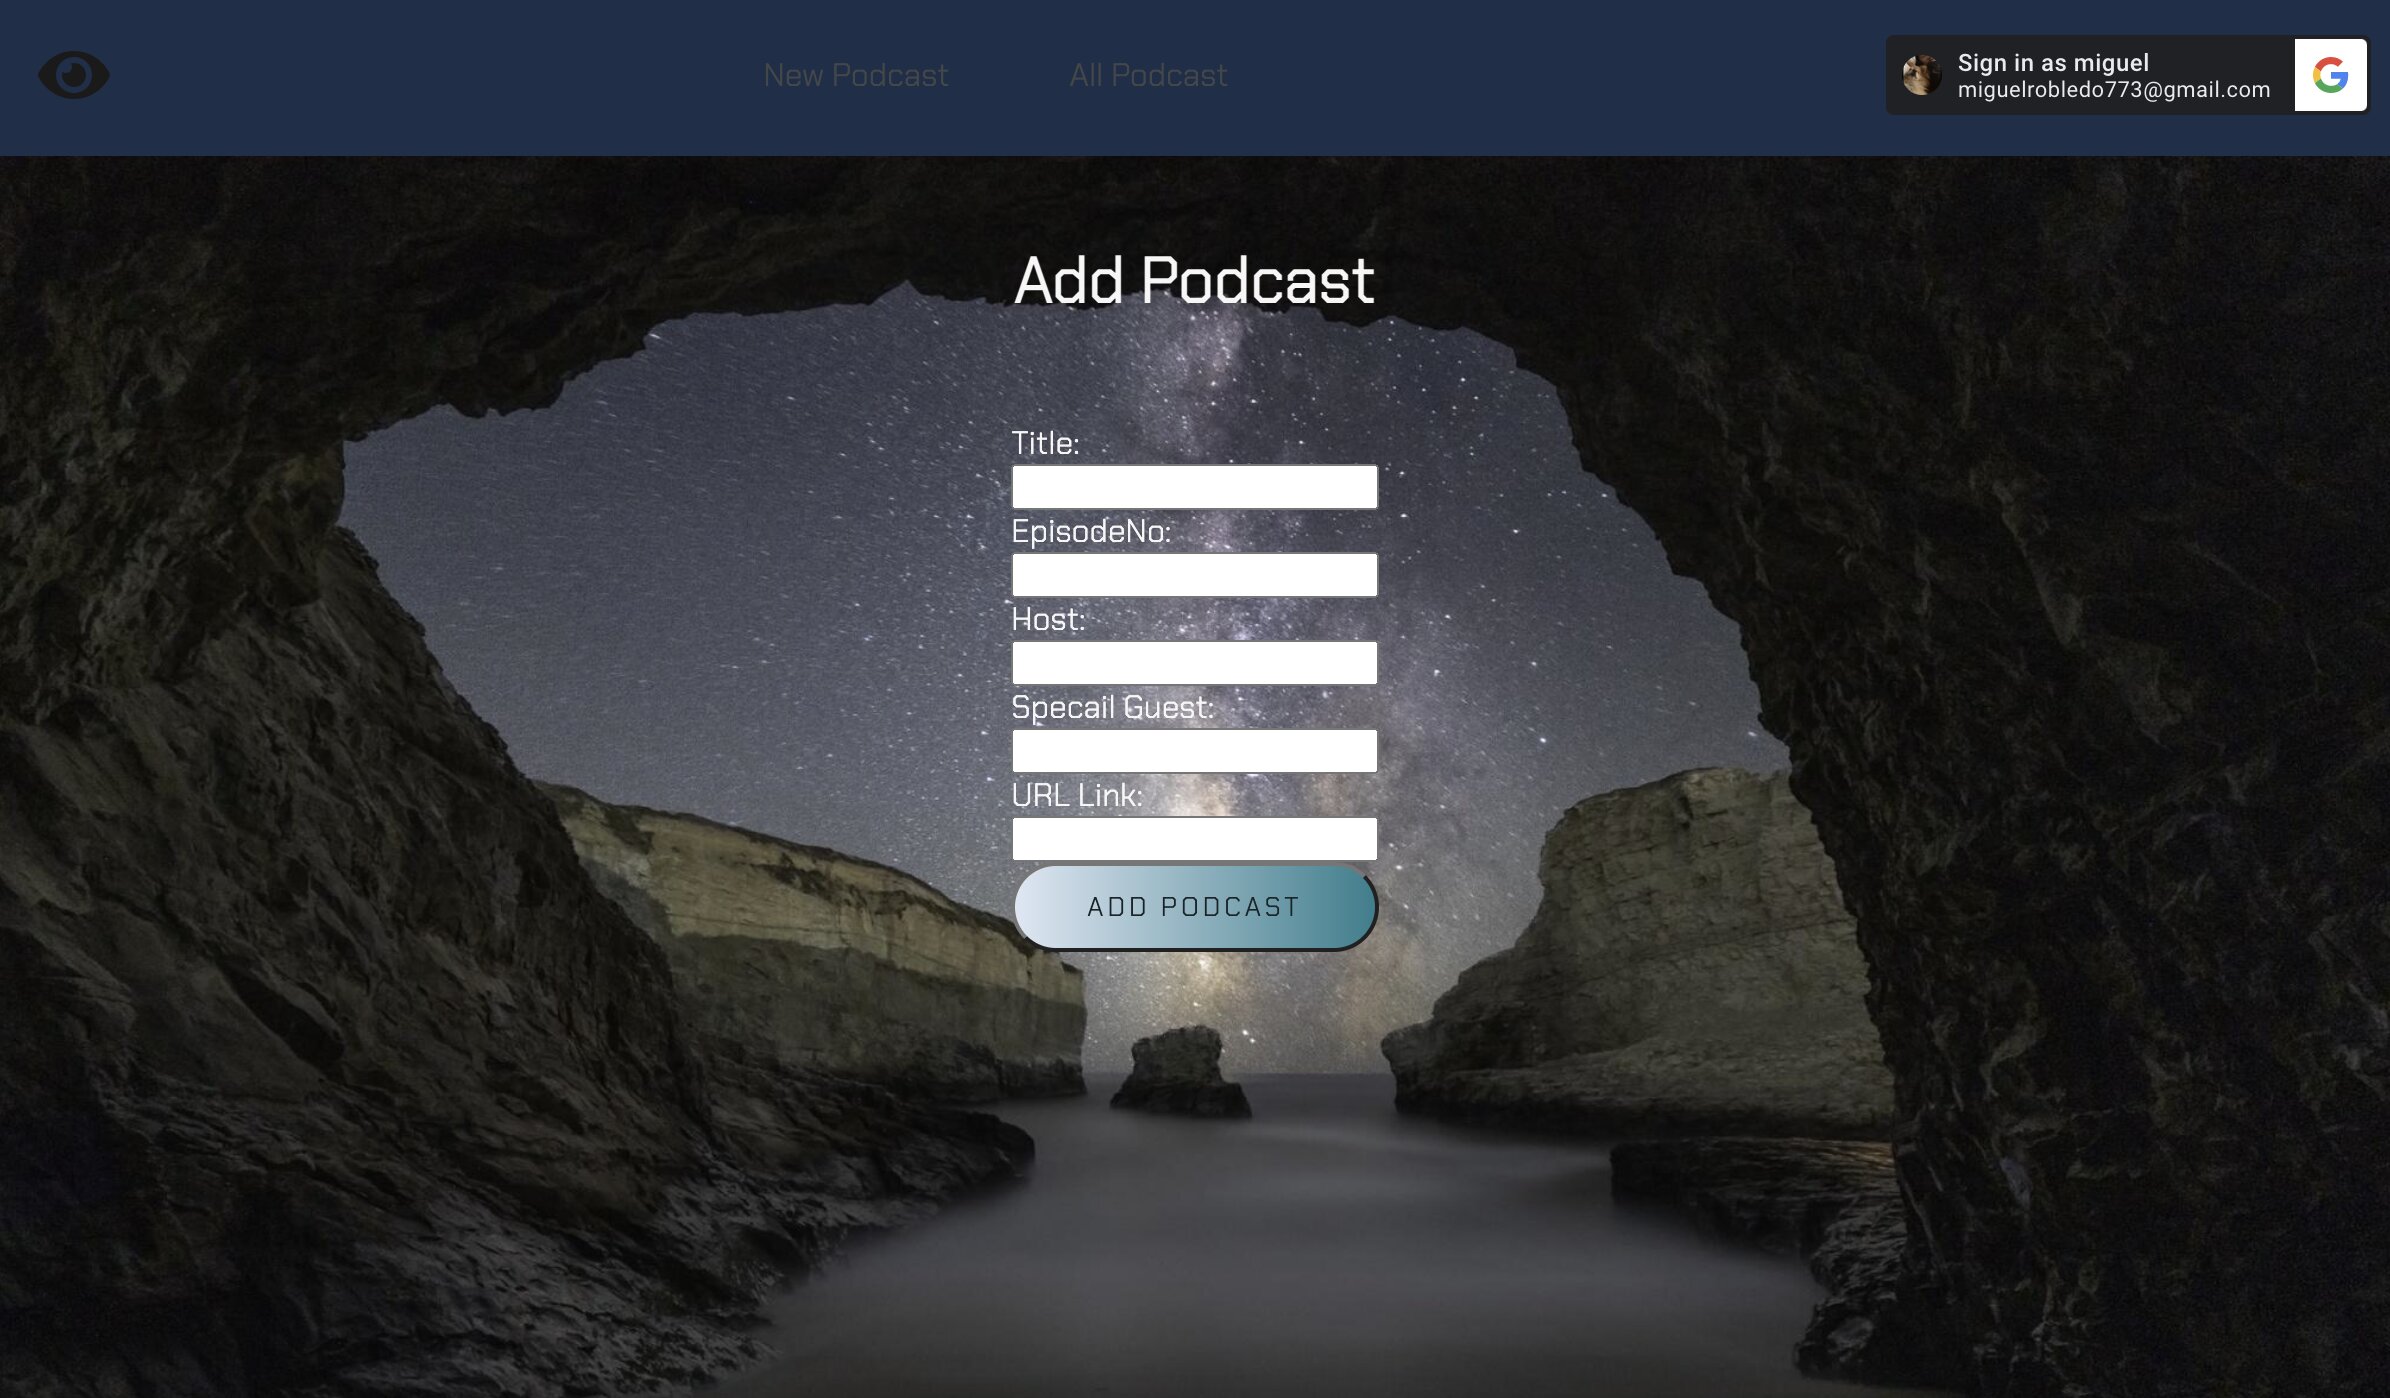 New Podcast
All Podcast
Sign in as miguel
miguelrobledo773@gmail.com
Add Podcast
Title:
EpisodeNo:
Host:
Specail Guest:
URL Link:
ADD PODCAST